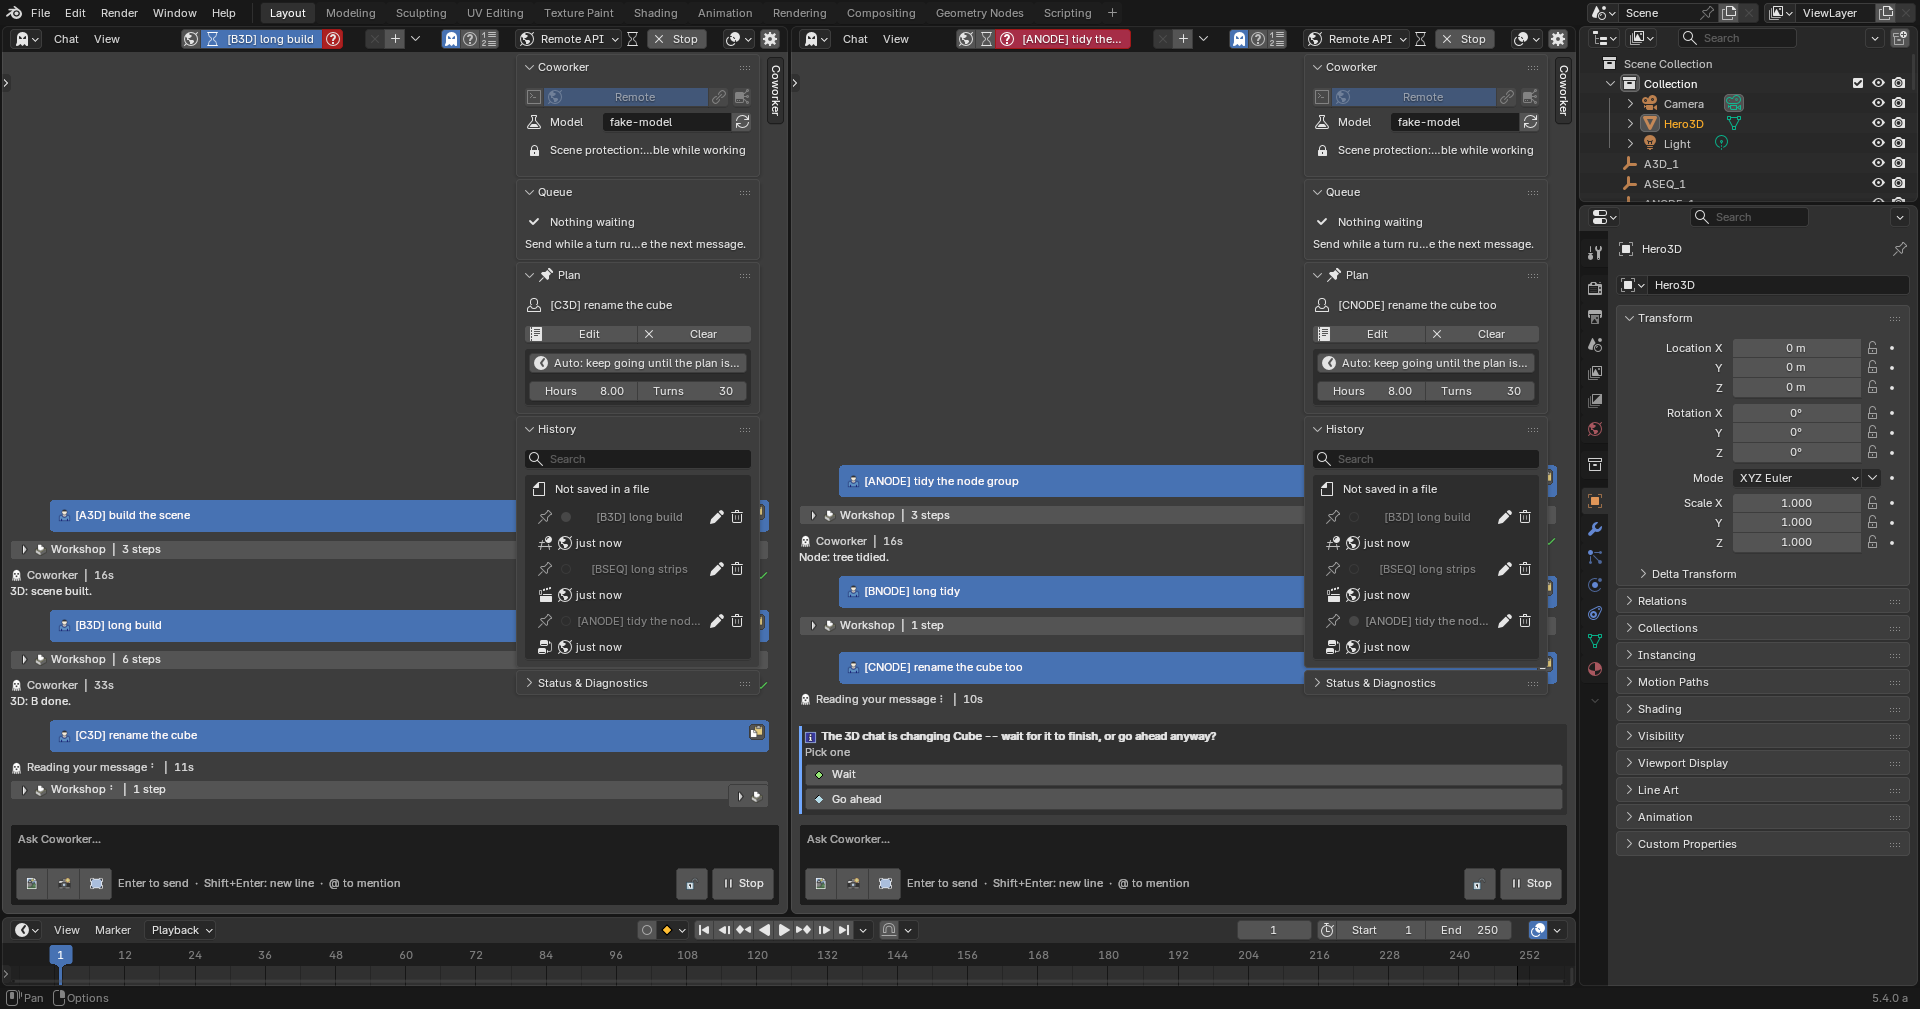 File Edit Render Window Help Layout Modeling Sculpting UV Editing Texture Paint Shading Animation Rendering Compositing Geometry Nodes Scripting + Scene ViewLayer
Chat View [B3D] long build Remote API Stop
Chat View [ANODE] tidy the... Remote API Stop
Search
Coworker
Remote
Model fake-model
Scene protection:...ble while working
Queue
Nothing waiting
Send while a turn ru...e the next message.
Plan
[C3D] rename the cube
Edit Clear
Auto: keep going until the plan is...
Hours 8.00 Turns 30
History
Search
Not saved in a file
[B3D] long build
just now
[BSEQ] long strips
just now
[ANODE] tidy the nod...
just now
Status & Diagnostics
Coworker
[A3D] build the scene
Workshop | 3 steps
Coworker | 16s
3D: scene built.
[B3D] long build
Workshop | 6 steps
Coworker | 33s
3D: B done.
[C3D] rename the cube
Reading your message | 11s
Workshop | 1 step
Ask Coworker...
Enter to send · Shift+Enter: new line · @ to mention
Stop
Coworker
Remote
Model fake-model
Scene protection:...ble while working
Queue
Nothing waiting
Send while a turn ru...e the next message.
Plan
[CNODE] rename the cube too
Edit Clear
Auto: keep going until the plan is...
Hours 8.00 Turns 30
History
Search
Not saved in a file
[B3D] long build
just now
[BSEQ] long strips
just now
[ANODE] tidy the nod...
just now
Status & Diagnostics
Coworker
[ANODE] tidy the node group
Workshop | 3 steps
Coworker | 16s
Node: tree tidied.
[BNODE] long tidy
Workshop | 1 step
[CNODE] rename the cube too
Reading your message | 10s
The 3D chat is changing Cube -- wait for it to finish, or go ahead anyway?
Pick one
Wait
Go ahead
Ask Coworker...
Enter to send · Shift+Enter: new line · @ to mention
Stop
Scene Collection
Collection
Camera
Hero3D
Light
A3D_1
ASEQ_1
Search
Hero3D
Hero3D
Transform
Location X 0 m
Y 0 m
Z 0 m
Rotation X 0°
Y 0°
Z 0°
Mode XYZ Euler
Scale X 1.000
Y 1.000
Z 1.000
Delta Transform
Relations
Collections
Instancing
Motion Paths
Shading
Visibility
Viewport Display
Line Art
Animation
Custom Properties
View Marker Playback 1 Start 1 End 250
1 12 24 36 48 60 72 84 96 108 120 132 144 156 168 180 192 204 216 228 240 252
Pan Options 5.4.0 a